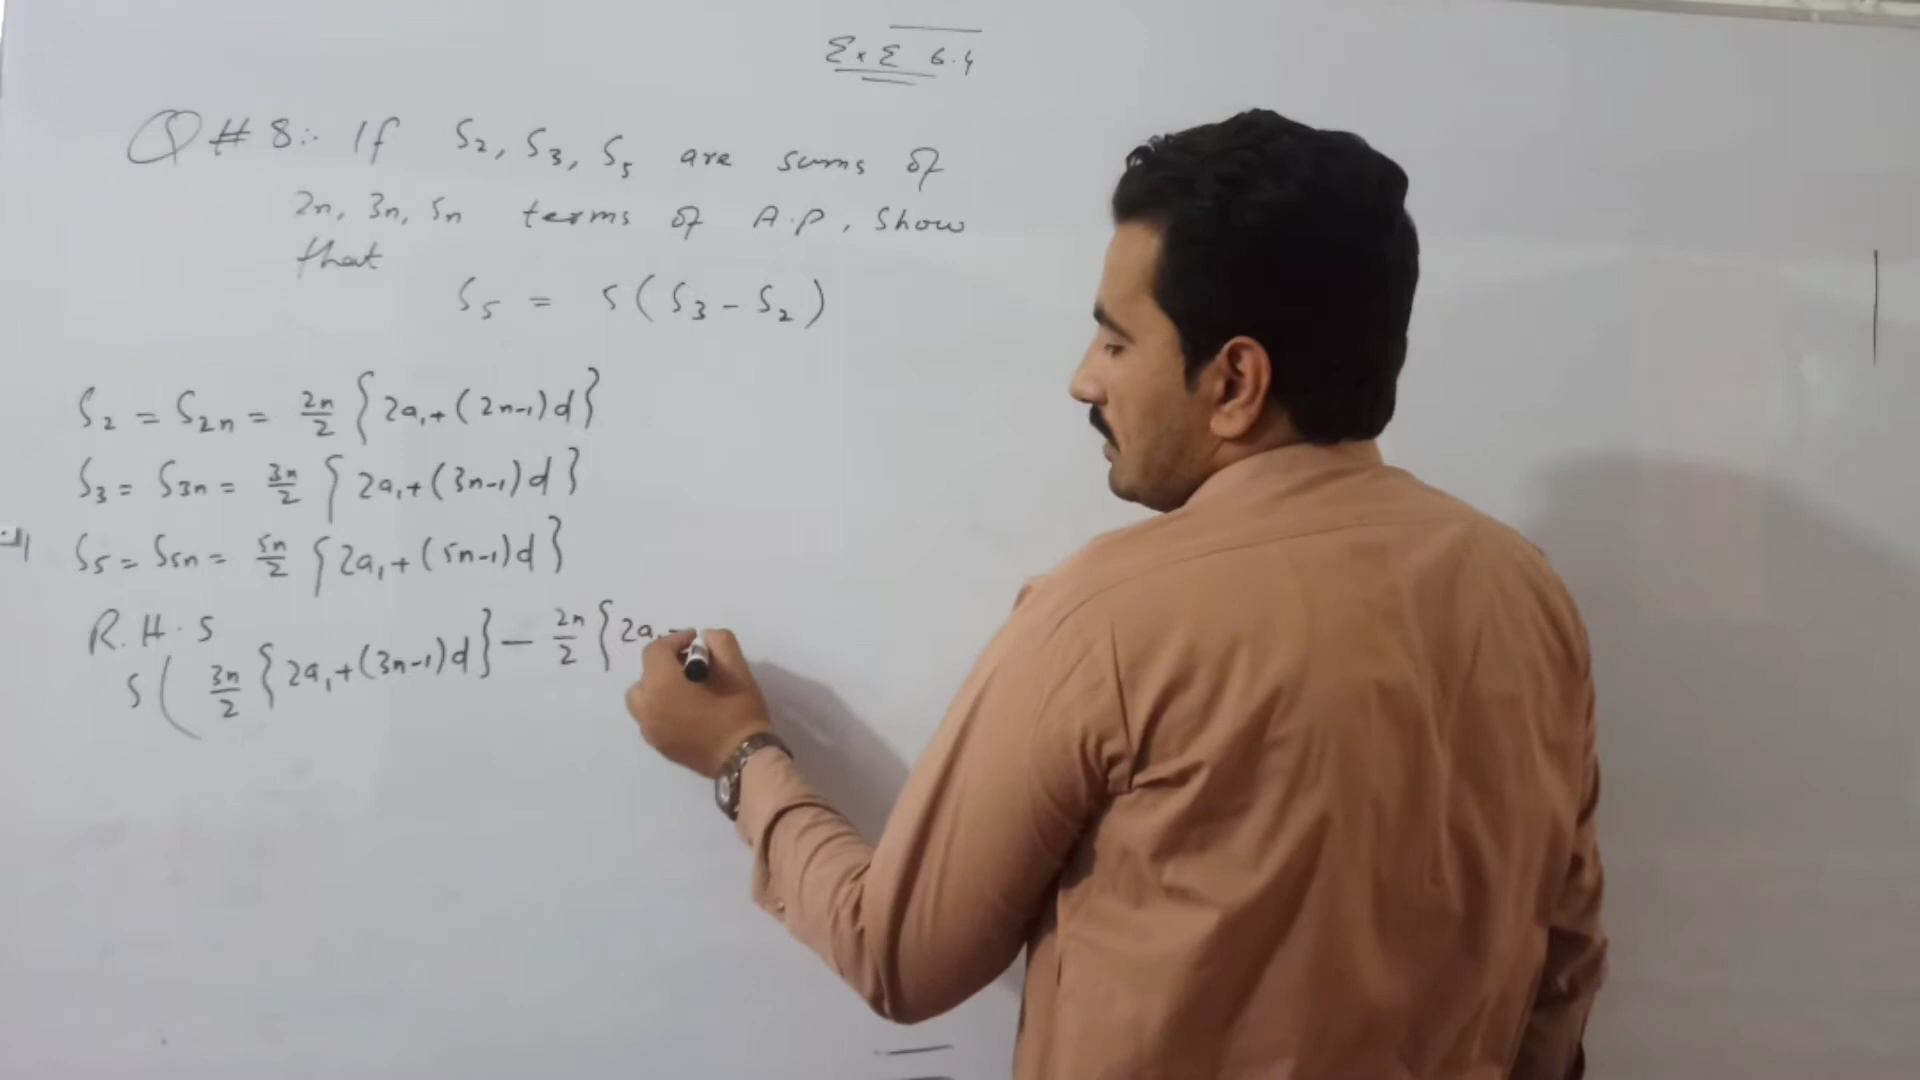 Ex E 6.4
Q # 8:- If S₂, S₃, S₅ are sums of
2n, 3n, 5n terms of A.P, Show
that
S₅ = 5(S₃ - S₂)
S₂ = S₂n = 2n/2 {2a₁ + (2n-1)d}
S₃ = S₃n = 3n/2 {2a₁ + (3n-1)d}
S₅ = S₅n = 5n/2 {2a₁ + (5n-1)d}
R.H.S
5( 3n/2 {2a₁ + (3n-1)d} - 2n/2 {2a₁